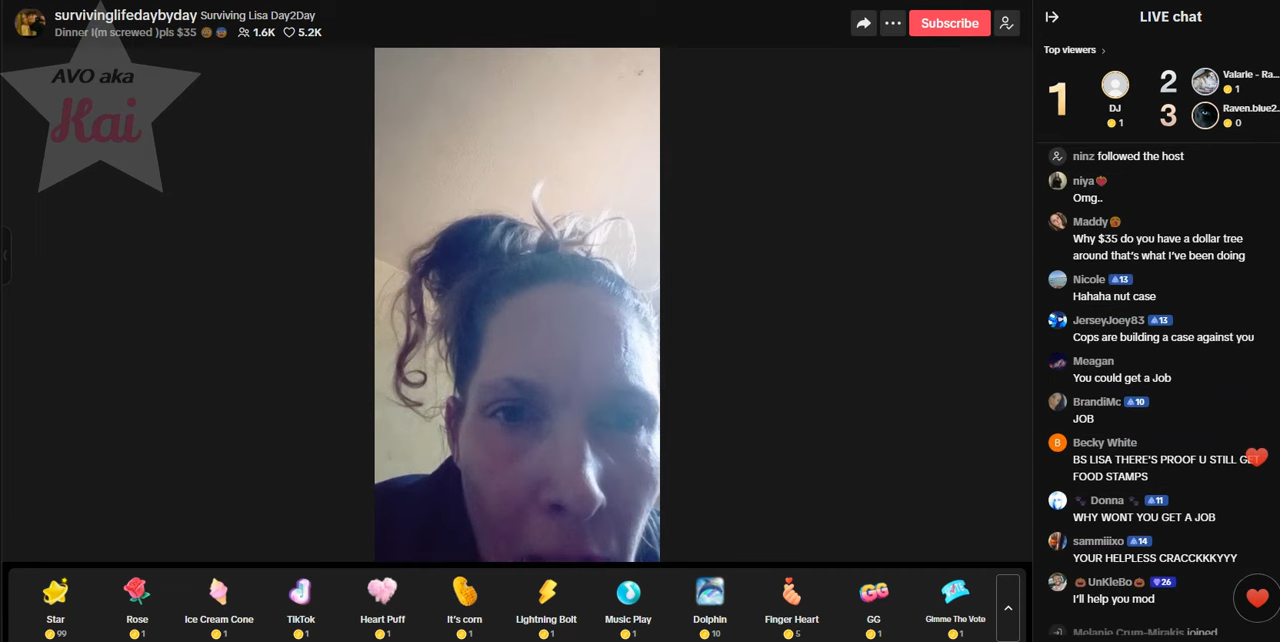 survivinglifedaybyday Surviving Lisa Day2Day
Dinner I(m screwed )pls $35 1.6K 5.2K
Subscribe
AVO aka
Kai
LIVE chat
Top viewers
1
DJ
1
2
Valarie - Ra...
1
3
Raven.blue2...
0
ninz followed the host
niya
Omg..
Maddy
Why $35 do you have a dollar tree
around that's what I've been doing
Nicole 13
Hahaha nut case
JerseyJoey83 13
Cops are building a case against you
Meagan
You could get a Job
BrandiMc 10
JOB
B
Becky White
BS LISA THERE'S PROOF U STILL GET
FOOD STAMPS
Donna 11
WHY WONT YOU GET A JOB
sammiiixo 14
YOUR HELPLESS CRACCKKKYYY
UnKleBo 26
I'll help you mod
Melanie Crum-Mirakis joined
Star Rose Ice Cream Cone TikTok Heart Puff It's corn Lightning Bolt Music Play Dolphin Finger Heart GG Gimme The Vote
99 1 1 1 1 1 1 1 10 5 1 1